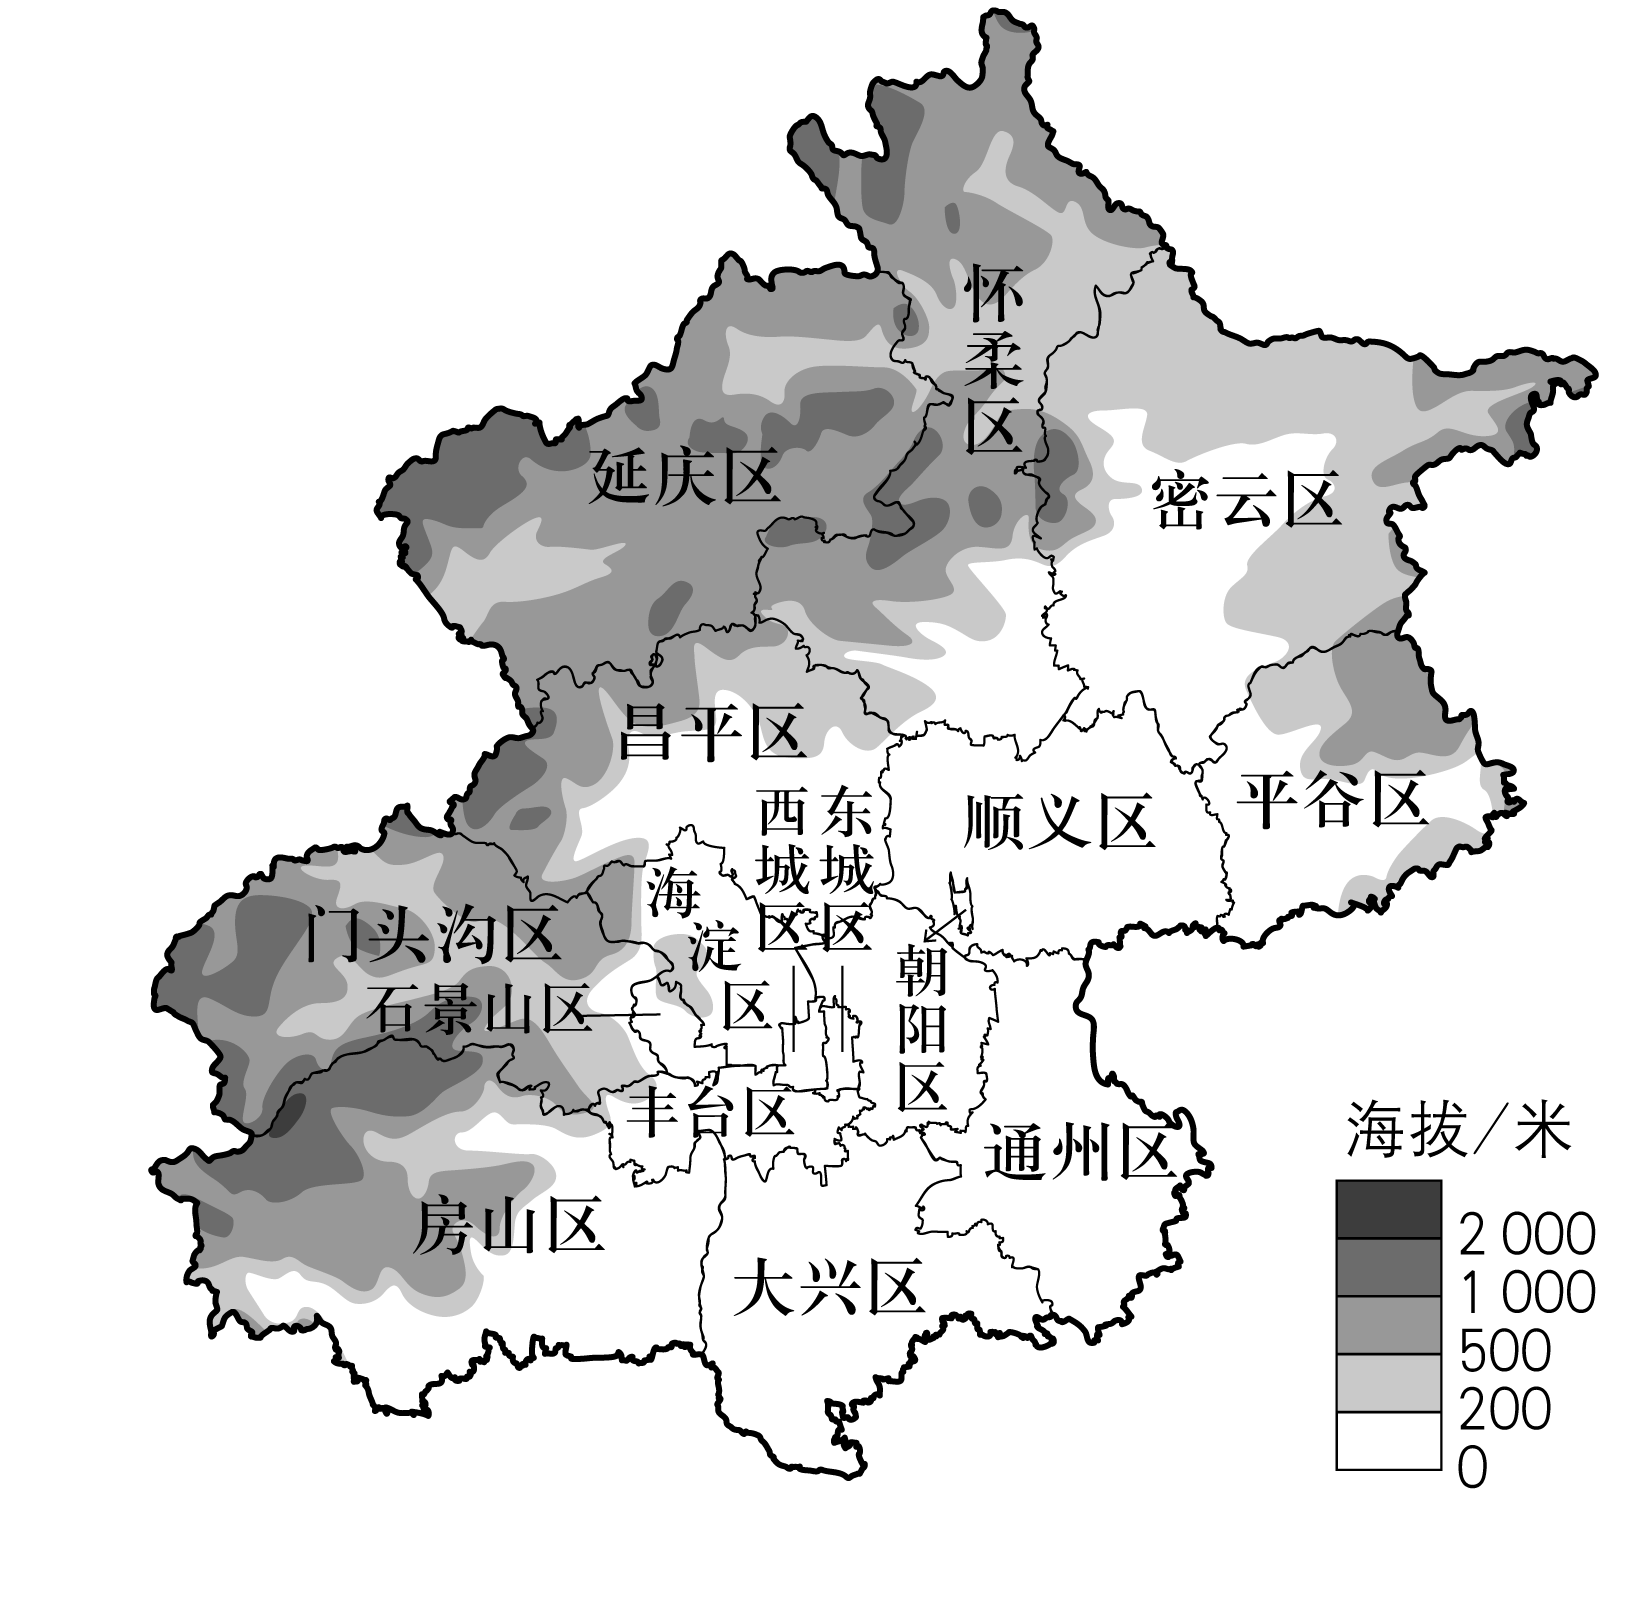 怀柔区
延庆区
密云区
昌平区
西城区
东城区
顺义区
平谷区
海淀区
门头沟区
石景山区
朝阳区
丰台区
通州区
房山区
大兴区
海拔/米
2 000
1 000
500
200
0